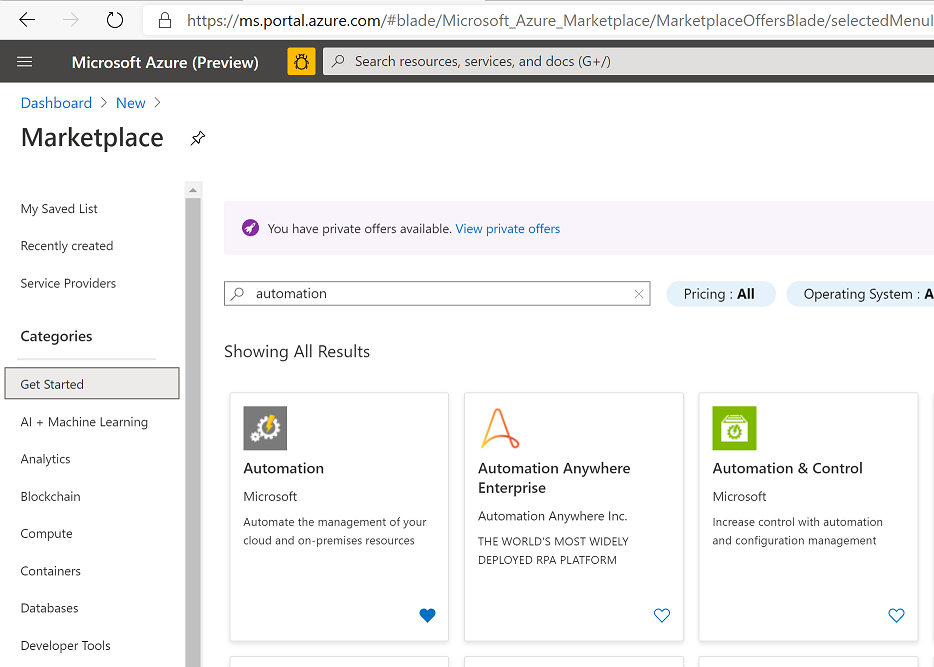 https://ms.portal.azure.com/#blade/Microsoft_Azure_Marketplace/MarketplaceOffersBlade/selectedMenuI
Microsoft Azure (Preview)
Search resources, services, and docs (G+/)
Dashboard > New >
Marketplace
My Saved List
Recently created
Service Providers
Categories
Get Started
AI + Machine Learning
Analytics
Blockchain
Compute
Containers
Databases
Developer Tools
You have private offers available. View private offers
automation
Pricing : All
Operating System : A
Showing All Results
Automation
Microsoft
Automate the management of your
cloud and on-premises resources
Automation Anywhere
Enterprise
Automation Anywhere Inc.
THE WORLD'S MOST WIDELY
DEPLOYED RPA PLATFORM
Automation & Control
Microsoft
Increase control with automation
and configuration management